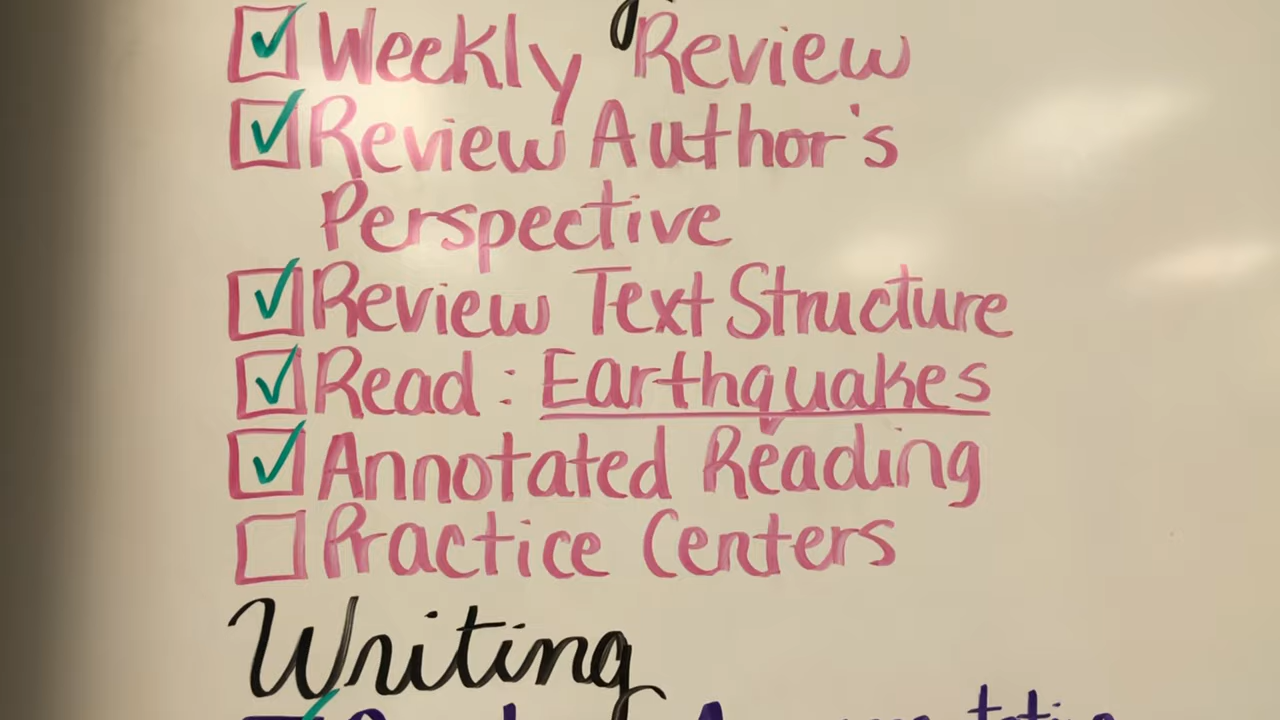 Weekly Review
Review Author's
Perspective
Review Text Structure
Read: Earthquakes
Annotated Reading
Practice Centers
Writing